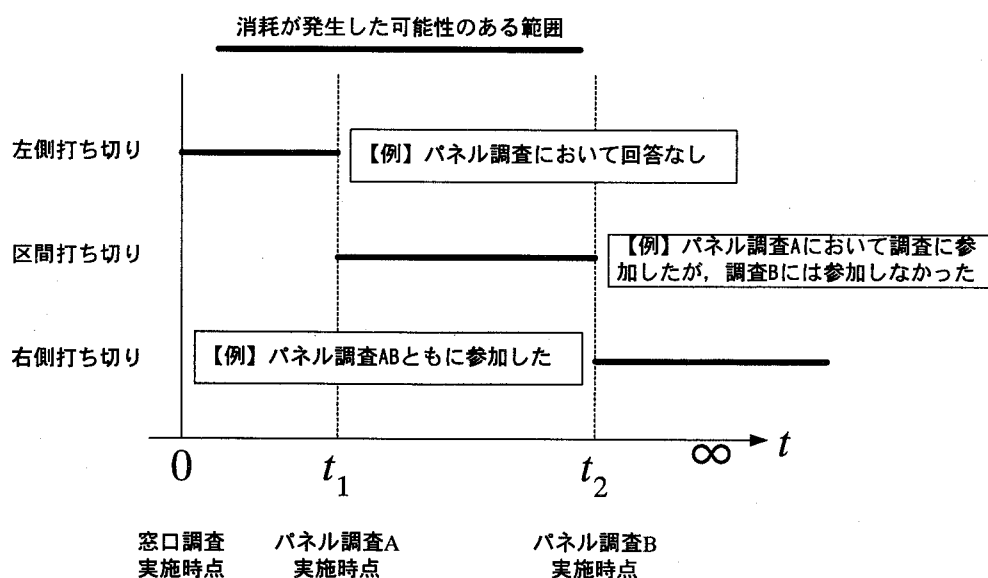 消耗が発生した可能性のある範囲
左側打ち切り
【例】パネル調査において回答なし
区間打ち切り
【例】パネル調査Aにおいて調査に参
加したが，調査Bには参加しなかった
右側打ち切り
【例】パネル調査ABともに参加した
0
t1
t2
∞
t
窓口調査
実施時点
パネル調査A
実施時点
パネル調査B
実施時点